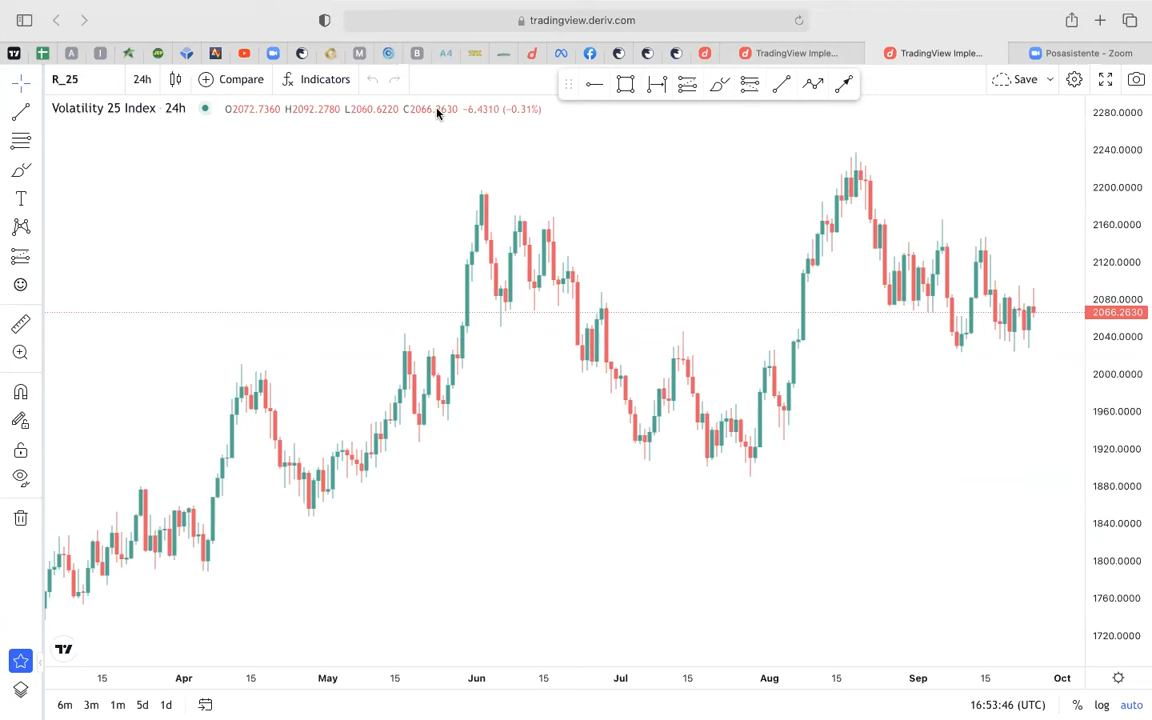 tradingview.deriv.com
TradingView Imple...
TradingView Imple...
Posasistente - Zoom
R_25
24h
Compare
Indicators
Save
Volatility 25 Index · 24h
O2072.7360 H2092.2780 L2060.6220 C2066.2630 -6.4310 (-0.31%)
2280.0000
2240.0000
2200.0000
2160.0000
2120.0000
2080.0000
2066.2630
2040.0000
2000.0000
1960.0000
1920.0000
1880.0000
1840.0000
1800.0000
1760.0000
1720.0000
15 Apr 15 May 15 Jun 15 Jul 15 Aug 15 Sep 15 Oct
6m 3m 1m 5d 1d
16:53:46 (UTC) % log auto